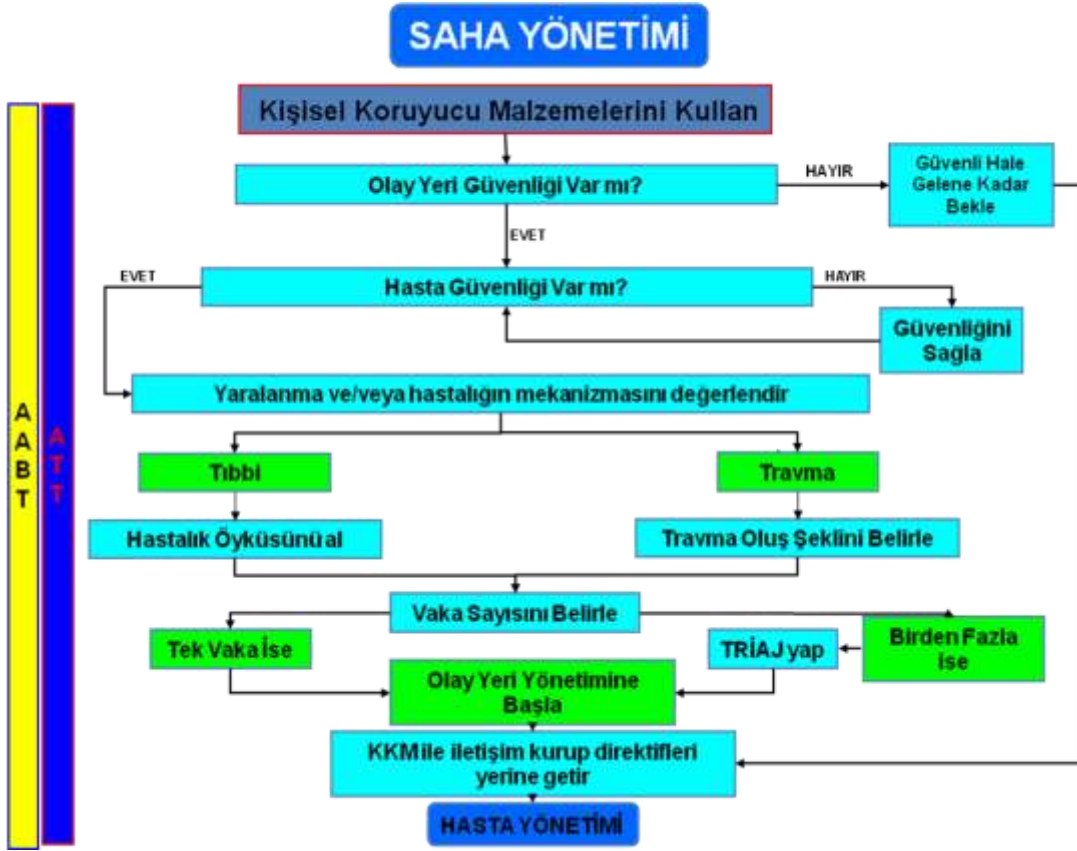 SAHA YÖNETİMİ
Kişisel Koruyucu Malzemelerini Kullan
Olay Yeri Güvenliği Var mı?
HAYIR
Güvenli Hale
Gelene Kadar
Bekle
EVET
EVET
Hasta Güvenliği Var mı?
HAYIR
Güvenliğini
Sağla
Yaralanma ve/veya hastalığın mekanizmasını değerlendir
A
A
B
T
A
T
T
Tıbbi
Travma
Hastalık Öyküsünü al
Travma Oluş Şeklini Belirle
Vaka Sayısını Belirle
Tek Vaka İse
TRİAJ yap
Birden Fazla
ise
Olay Yeri Yönetimine
Başla
KKM ile iletişim kurup direktifleri
yerine getir
HASTA YÖNETİMİ